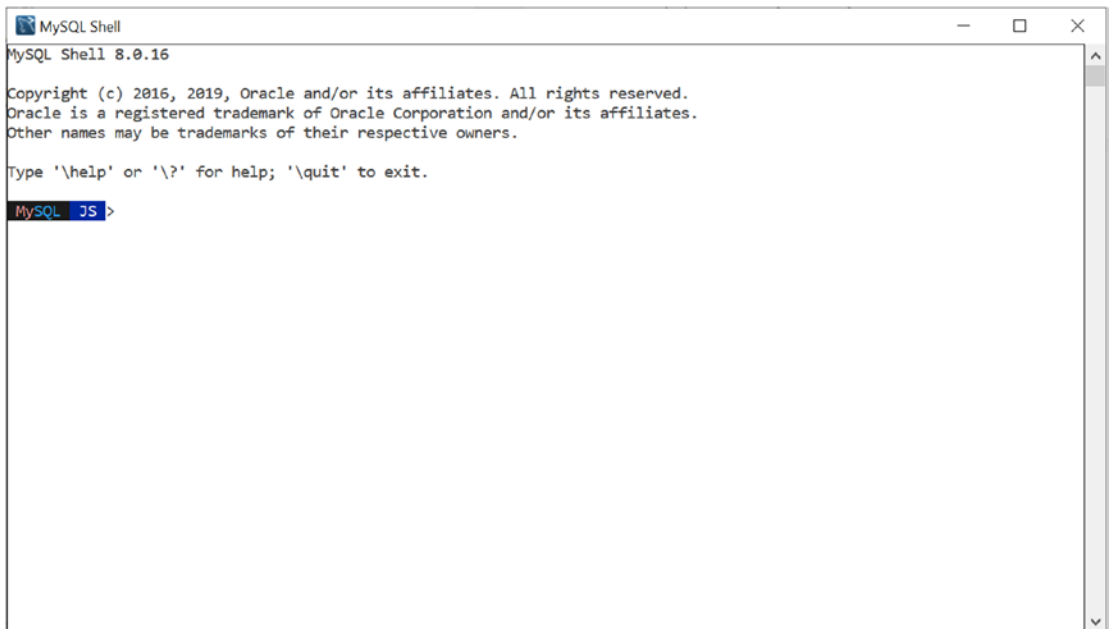 MySQL Shell
MySQL Shell 8.0.16
Copyright (c) 2016, 2019, Oracle and/or its affiliates. All rights reserved.
Oracle is a registered trademark of Oracle Corporation and/or its affiliates.
Other names may be trademarks of their respective owners.
Type '\help' or '\?' for help; '\quit' to exit.
MySQL JS >